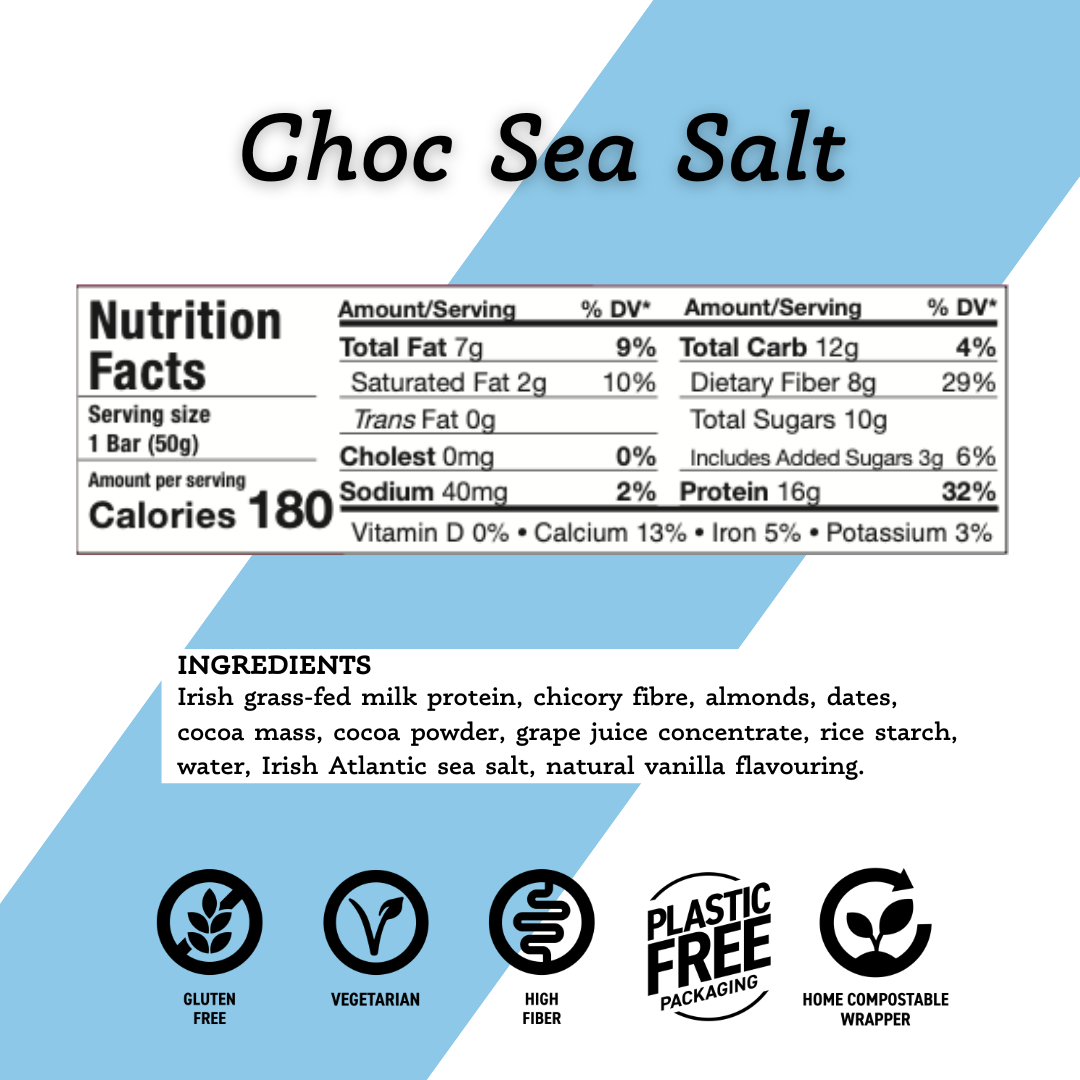 Choc Sea Salt
Nutrition
Facts
Serving size
1 Bar (50g)
Amount per serving
Calories 180
Amount/Serving % DV*
Total Fat 7g 9%
Saturated Fat 2g 10%
Trans Fat 0g
Cholest 0mg 0%
Sodium 40mg 2%
Amount/Serving % DV*
Total Carb 12g 4%
Dietary Fiber 8g 29%
Total Sugars 10g
Includes Added Sugars 3g 6%
Protein 16g 32%
Vitamin D 0% • Calcium 13% • Iron 5% • Potassium 3%
INGREDIENTS
Irish grass-fed milk protein, chicory fibre, almonds, dates,
cocoa mass, cocoa powder, grape juice concentrate, rice starch,
water, Irish Atlantic sea salt, natural vanilla flavouring.
GLUTEN
FREE
VEGETARIAN
HIGH
FIBER
PLASTIC
FREE
PACKAGING
HOME COMPOSTABLE
WRAPPER